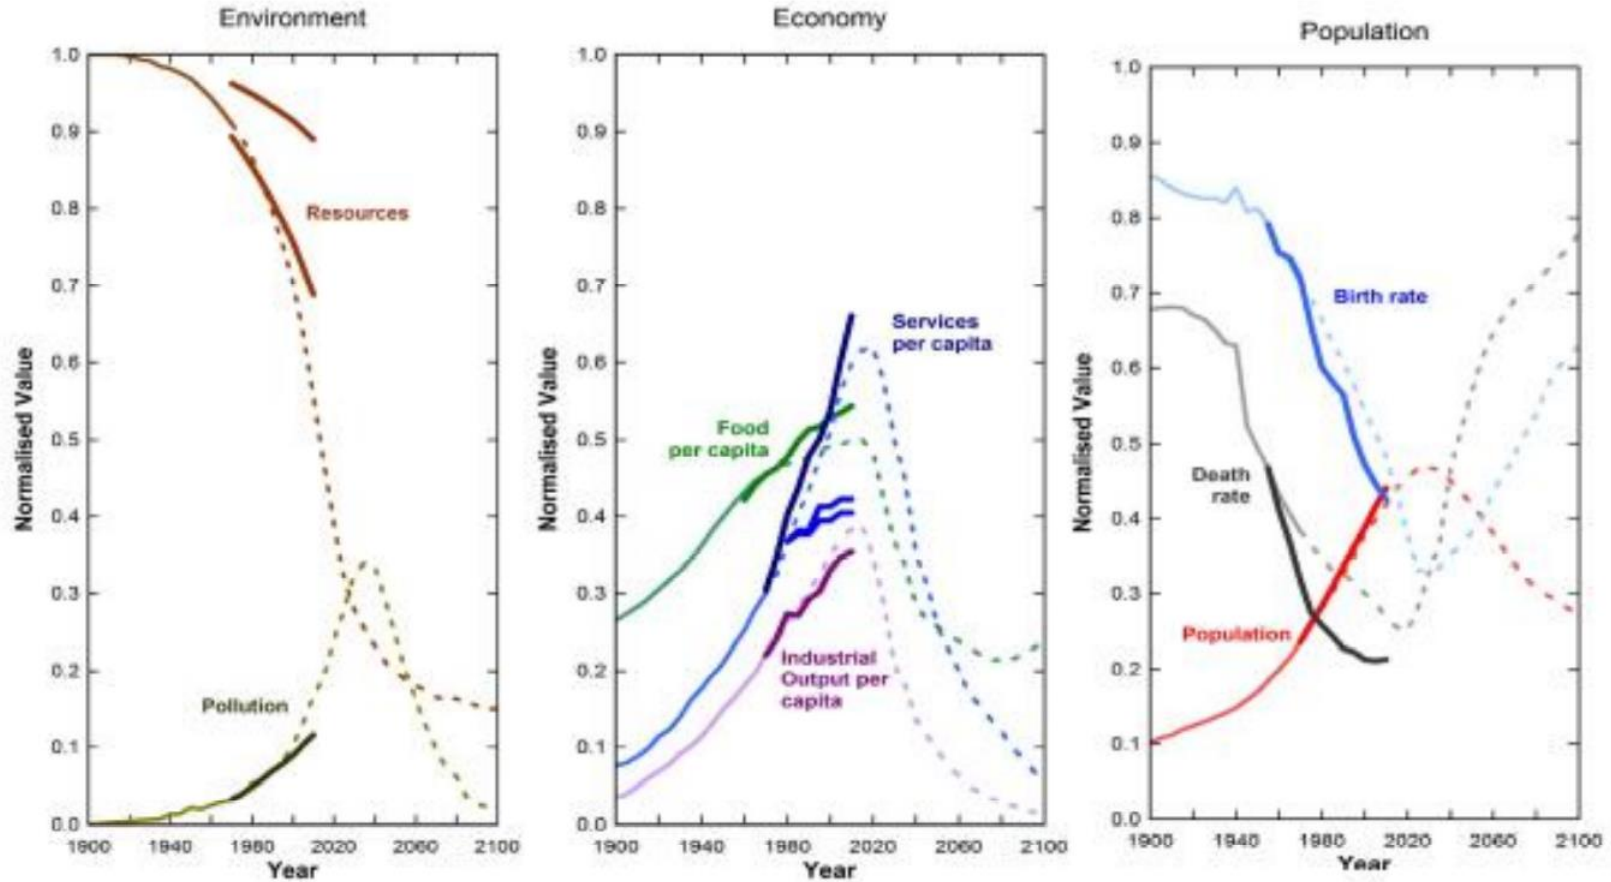 Environment
1.0
0.9
0.8
0.7
0.6
0.5
0.4
0.3
0.2
0.1
0.0
Normalised Value
Resources
Pollution
1900 1940 1980 2020 2060 2100
Year
Economy
1.0
0.9
0.8
0.7
0.6
0.5
0.4
0.3
0.2
0.1
0.0
Normalised Value
Services
per capita
Food
per capita
Industrial
Output per
capita
1900 1940 1980 2020 2060 2100
Year
Population
1.0
0.9
0.8
0.7
0.6
0.5
0.4
0.3
0.2
0.1
0.0
Normalised Value
Birth rate
Death
rate
Population
1900 1940 1980 2020 2060 2100
Year